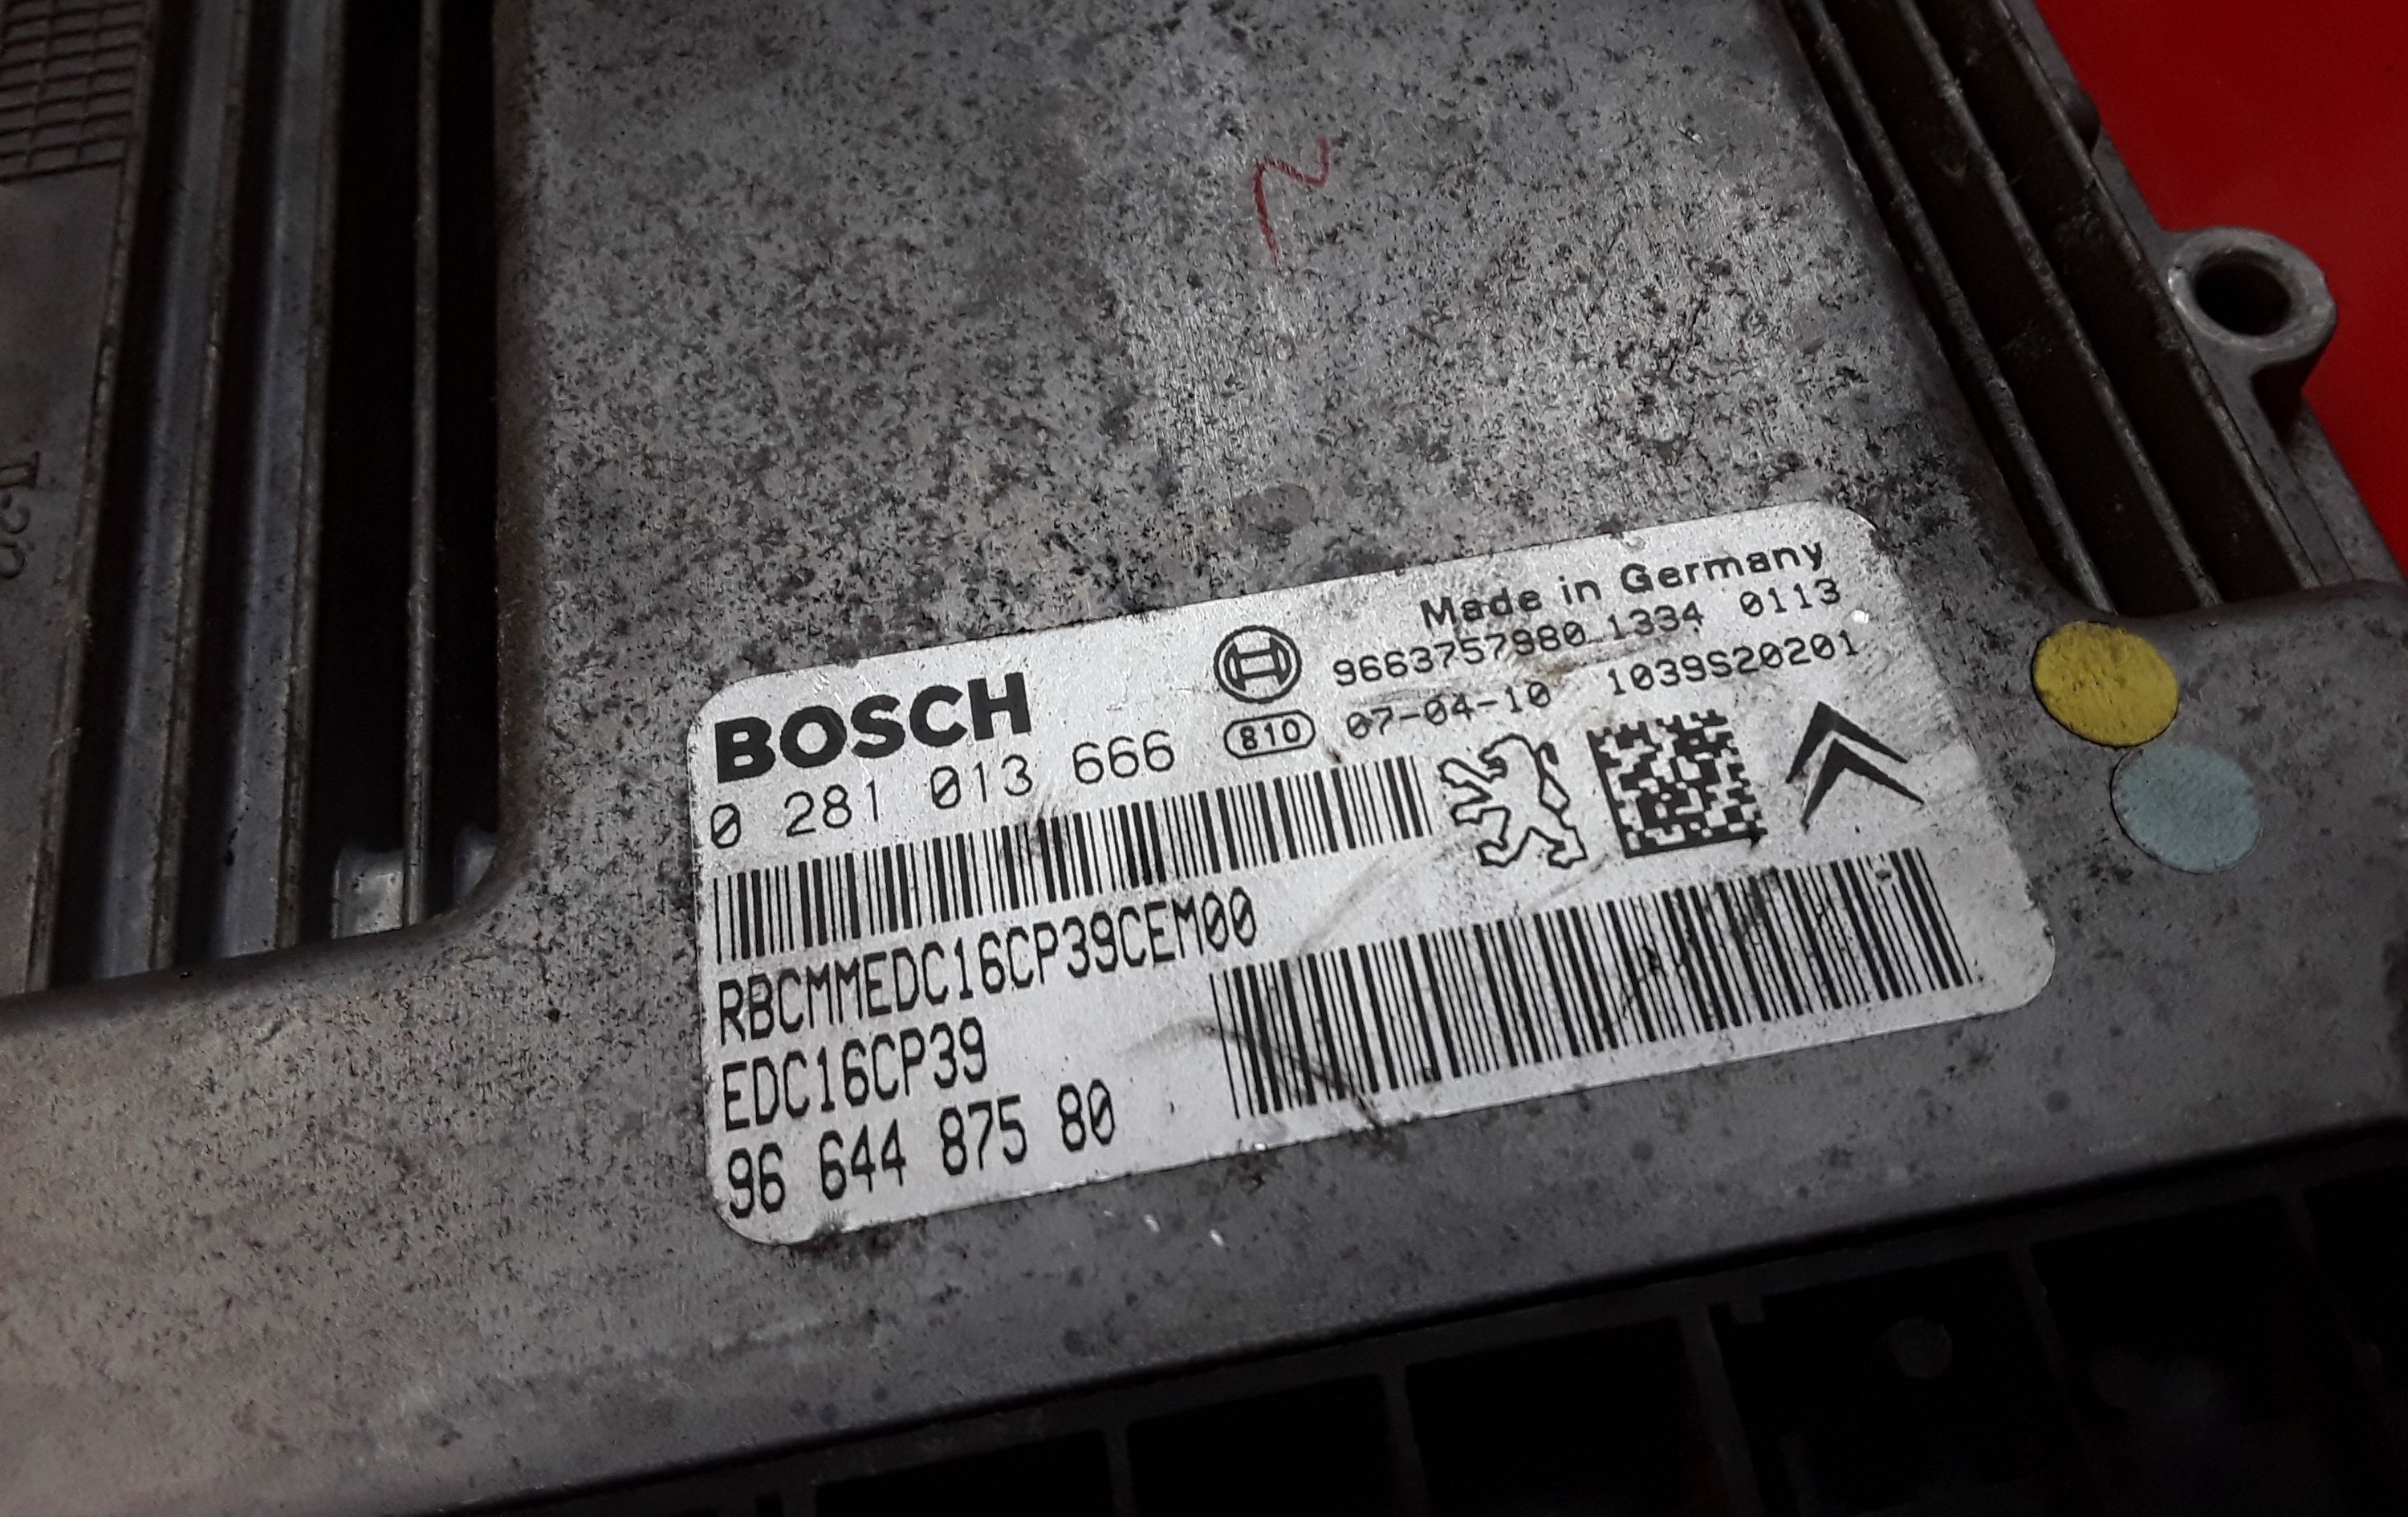 BOSCH
Made in Germany
9663757980 1334 0113
0 281 013 666
810 07-04-10 1039S20201
RBCMMEDC16CP39CEM00
EDC16CP39
96 644 875 80